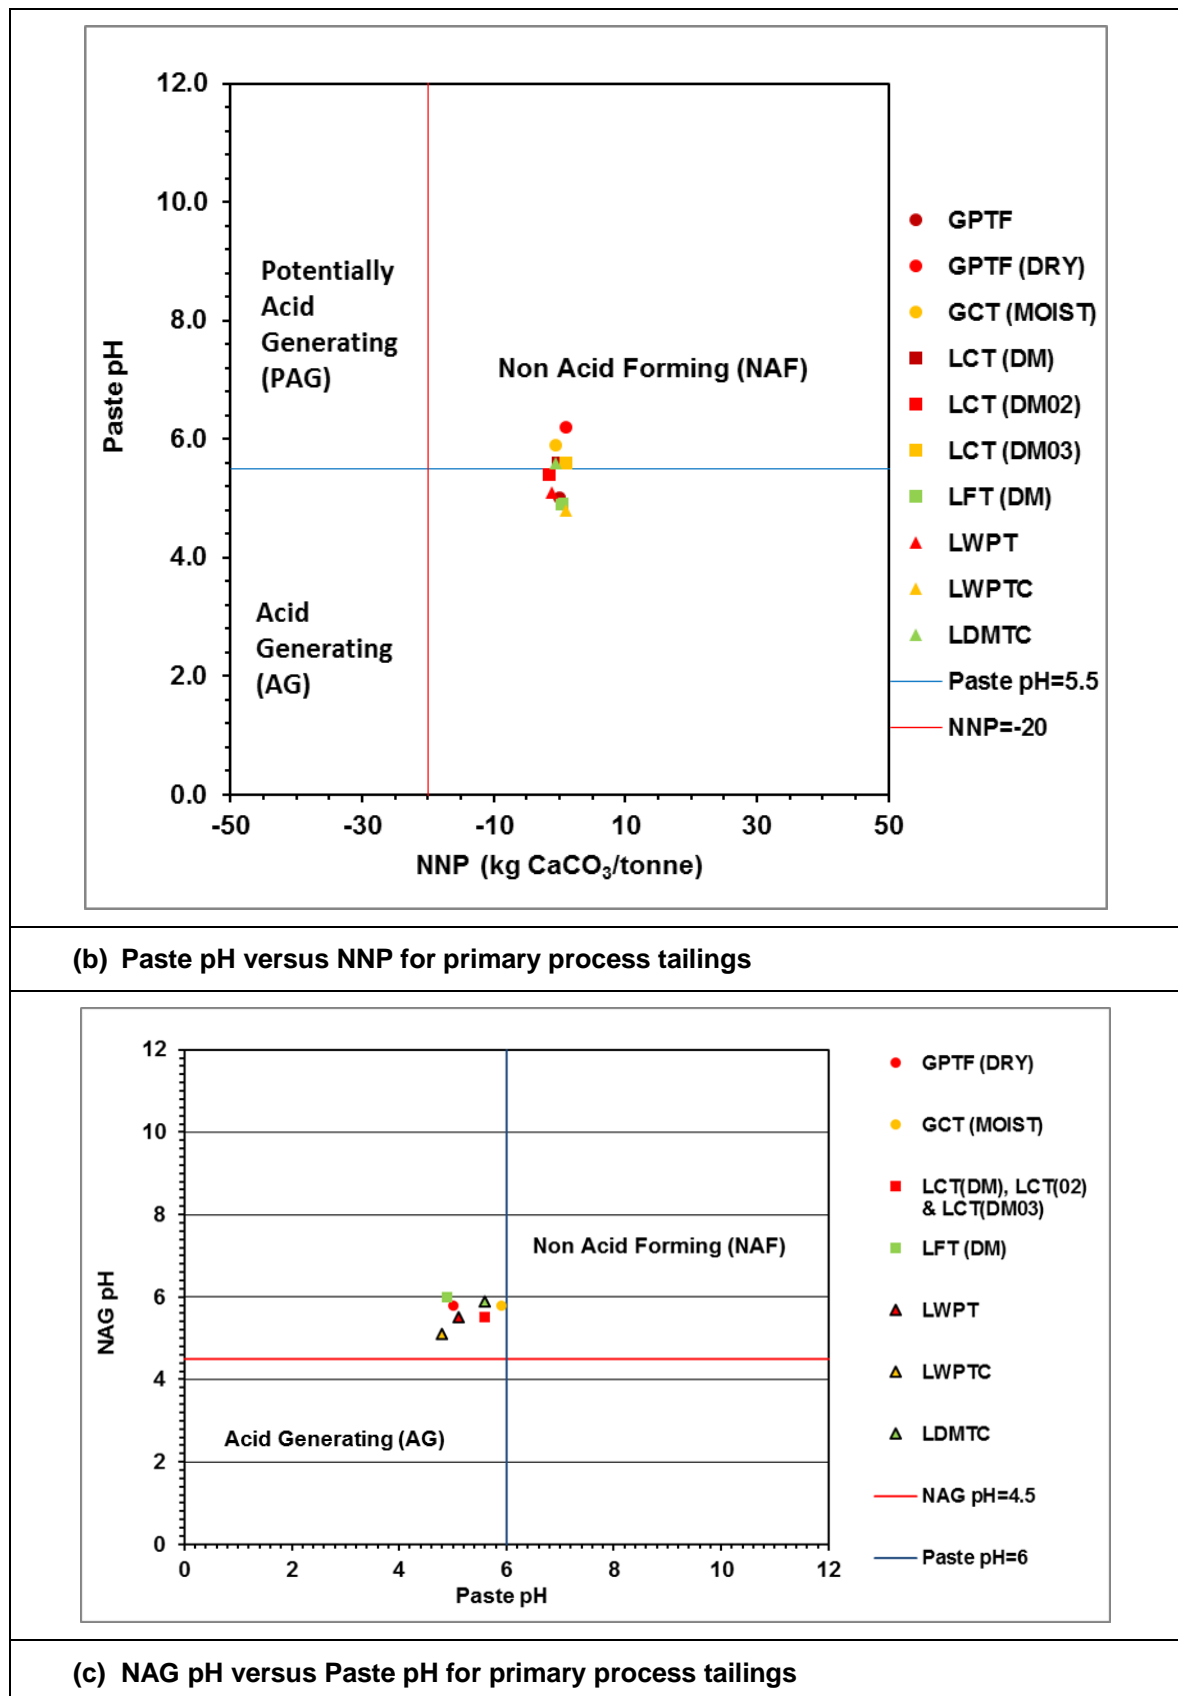 12.0
10.0
8.0
6.0
4.0
2.0
0.0
Paste pH
-50
-30
-10
10
30
50
NNP (kg CaCO₃/tonne)
Potentially
Acid
Generating
(PAG)
Non Acid Forming (NAF)
Acid
Generating
(AG)
GPTF
GPTF (DRY)
GCT (MOIST)
LCT (DM)
LCT (DM02)
LCT (DM03)
LFT (DM)
LWPT
LWPTC
LDMTC
Paste pH=5.5
NNP=-20
(b) Paste pH versus NNP for primary process tailings
12
10
8
6
4
2
0
NAG pH
0
2
4
6
8
10
12
Paste pH
Non Acid Forming (NAF)
Acid Generating (AG)
GPTF (DRY)
GCT (MOIST)
LCT(DM), LCT(02)
& LCT(DM03)
LFT (DM)
LWPT
LWPTC
LDMTC
NAG pH=4.5
Paste pH=6
(c) NAG pH versus Paste pH for primary process tailings